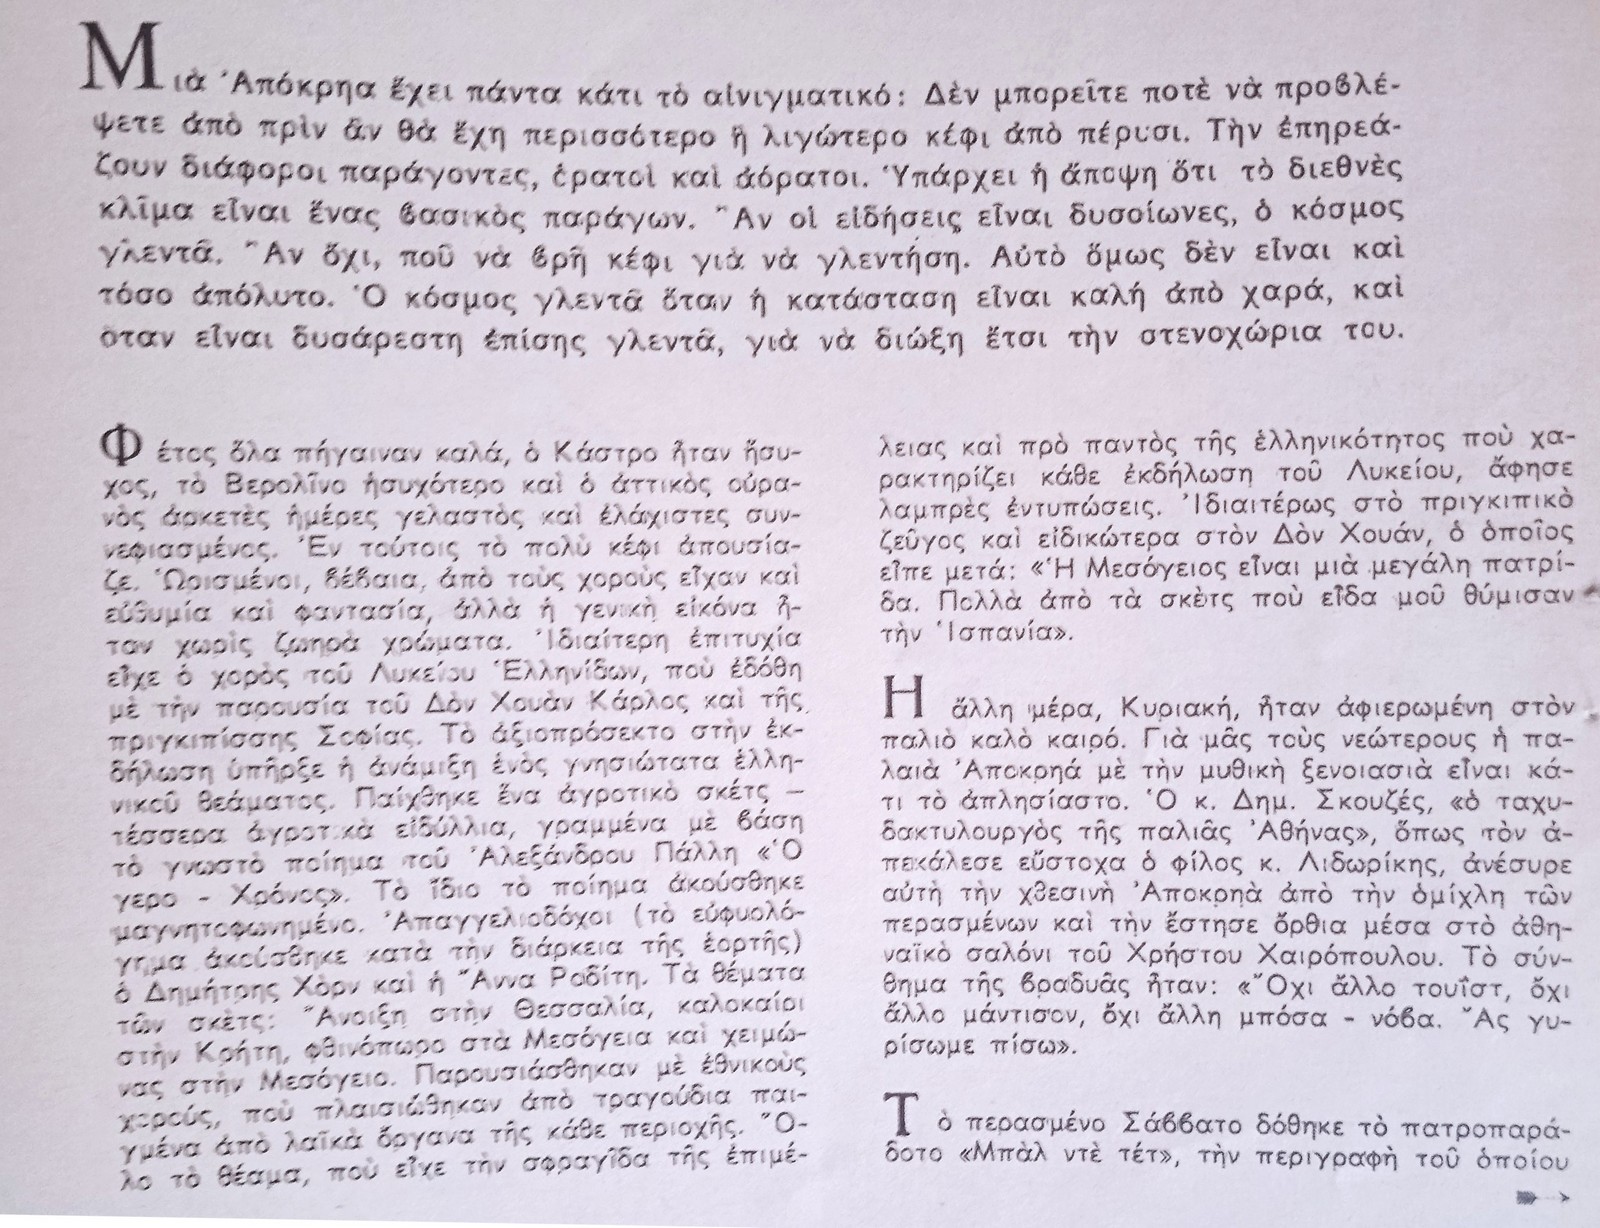 Μιὰ Ἀπόκρηα ἔχει πάντα κάτι τὸ αἰνιγματικό: Δὲν μπορεῖτε ποτὲ νὰ προβλέ-
ψετε ἀπὸ πρὶν ἂν θὰ ἔχη περισσότερο ἢ λιγώτερο κέφι ἀπὸ πέρυσι. Τὴν ἐπηρεά-
ζουν διάφοροι παράγοντες, ὁρατοὶ καὶ ἀόρατοι. Ὑπάρχει ἡ ἄποψη ὅτι τὸ διεθνὲς
κλῖμα εἶναι ἕνας βασικὸς παράγων. Ἂν οἱ εἰδήσεις εἶναι δυσοίωνες, ὁ κόσμος
γλεντᾶ. Ἂν ὄχι, ποῦ νὰ βρῆ κέφι γιὰ νὰ γλεντήση. Αὐτὸ ὅμως δὲν εἶναι καὶ
τόσο ἀπόλυτο. Ὁ κόσμος γλεντᾶ ὅταν ἡ κατάσταση εἶναι καλή ἀπὸ χαρά, καὶ
ὅταν εἶναι δυσάρεστη ἐπίσης γλεντᾶ, γιὰ νὰ διώξη ἔτσι τὴν στενοχώρια του.
Φέτος ὅλα πήγαιναν καλά, ὁ Κάστρο ἦταν ἥσυ-
χος, τὸ Βερολῖνο ἡσυχότερο καὶ ὁ ἀττικὸς οὐρα-
νὸς ἀρκετὲς ἡμέρες γελαστὸς καὶ ἐλάχιστες συν-
νεφιασμένος. Ἐν τούτοις τὸ πολὺ κέφι ἀπουσία-
ζε. Ὡρισμένοι, βέβαια, ἀπὸ τοὺς χοροὺς εἶχαν καὶ
εὐθυμία καὶ φαντασία, ἀλλὰ ἡ γενικὴ εἰκόνα ἦ-
ταν χωρὶς ζωηρὰ χρώματα. Ἰδιαίτερη ἐπιτυχία
εἶχε ὁ χορὸς τοῦ Λυκείου Ἑλληνίδων, ποὺ ἐδόθη
μὲ τὴν παρουσία τοῦ Δὸν Χουὰν Κάρλος καὶ τῆς
πριγκιπίσσης Σοφίας. Τὸ ἀξιοπρόσεκτο στὴν ἐκ-
δήλωση ὑπῆρξε ἡ ἀνάμιξη ἑνὸς γνησιώτατα ἑλλη-
νικοῦ θεάματος. Παίχθηκε ἕνα ἀγροτικὸ σκὲτς —
τέσσερα ἀγροτικὰ εἰδύλλια, γραμμένα μὲ βάση
τὸ γνωστὸ ποίημα τοῦ Ἀλεξάνδρου Πάλλη «Ὁ
γερο - Χρόνος». Τὸ ἴδιο τὸ ποίημα ἀκούσθηκε
μαγνητοφωνημένο. Ἀπαγγελιοδόχοι (τὸ εὐφυολό-
γημα ἀκούσθηκε κατὰ τὴν διάρκεια τῆς ἑορτῆς)
ὁ Δημήτρης Χὸρν καὶ ἡ Ἄννα Ροδίτη. Τὰ θέματα
τῶν σκὲτς: Ἄνοιξη στὴν Θεσσαλία, καλοκαίρι
στὴν Κρήτη, φθινόπωρο στὰ Μεσόγεια καὶ χειμώ-
νας στὴν Μεσόγειο. Παρουσιάσθηκαν μὲ ἐθνικοὺς
χορούς, ποὺ πλαισιώθηκαν ἀπὸ τραγούδια παι-
γμένα ἀπὸ λαϊκὰ ὄργανα τῆς κάθε περιοχῆς. Ὅ-
λο τὸ θέαμα, ποὺ εἶχε τὴν σφραγῖδα τῆς ἐπιμέ-
λειας καὶ πρὸ παντὸς τῆς ἑλληνικότητος ποὺ χα-
ρακτηρίζει κάθε ἐκδήλωση τοῦ Λυκείου, ἄφησε
λαμπρὲς ἐντυπώσεις. Ἰδιαιτέρως στὸ πριγκιπικὸ
ζεῦγος καὶ εἰδικώτερα στὸν Δὸν Χουάν, ὁ ὁποῖος
εἶπε μετά: «Ἡ Μεσόγειος εἶναι μιὰ μεγάλη πατρί-
δα. Πολλὰ ἀπὸ τὰ σκὲτς ποὺ εἶδα μοῦ θύμισαν
τὴν Ἱσπανία».
Η ἄλλη μέρα, Κυριακή, ἦταν ἀφιερωμένη στὸν
παλιὸ καλὸ καιρό. Γιὰ μᾶς τοὺς νεώτερους ἡ πα-
λαιὰ Ἀποκρηά μὲ τὴν μυθικὴ ξενοιασιὰ εἶναι κά-
τι τὸ ἀπλησίαστο. Ὁ κ. Δημ. Σκουζές, «ὁ ταχυ-
δακτυλουργὸς τῆς παλιᾶς Ἀθήνας», ὅπως τὸν ἀ-
πεκάλεσε εὔστοχα ὁ φίλος κ. Λιδωρίκης, ἀνέσυρε
αὐτὴ τὴν χθεσινὴ Ἀποκρηὰ ἀπὸ τὴν ὁμίχλη τῶν
περασμένων καὶ τὴν ἔστησε ὄρθια μέσα στὸ ἀθη-
ναϊκὸ σαλόνι τοῦ Χρήστου Χαιρόπουλου. Τὸ σύν-
θημα τῆς βραδυᾶς ἦταν: «Ὄχι ἄλλο τουΐστ, ὄχι
ἄλλο μάντισον, ὄχι ἄλλη μπόσα - νόβα. Ἂς γυ-
ρίσωμε πίσω».
Τὸ περασμένο Σάββατο δόθηκε τὸ πατροπαρά-
δοτο «Μπὰλ ντὲ τέτ», τὴν περιγραφὴ τοῦ ὁποίου